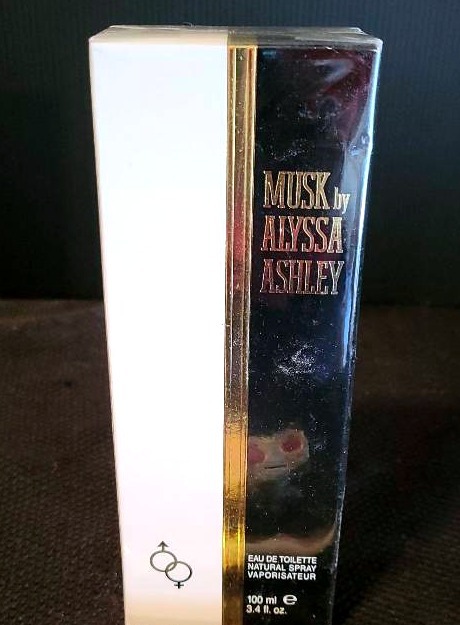 MUSK by
ALYSSA
ASHLEY
EAU DE TOILETTE
NATURAL SPRAY
VAPORISATEUR
100 ml ℮
3.4 fl. oz.